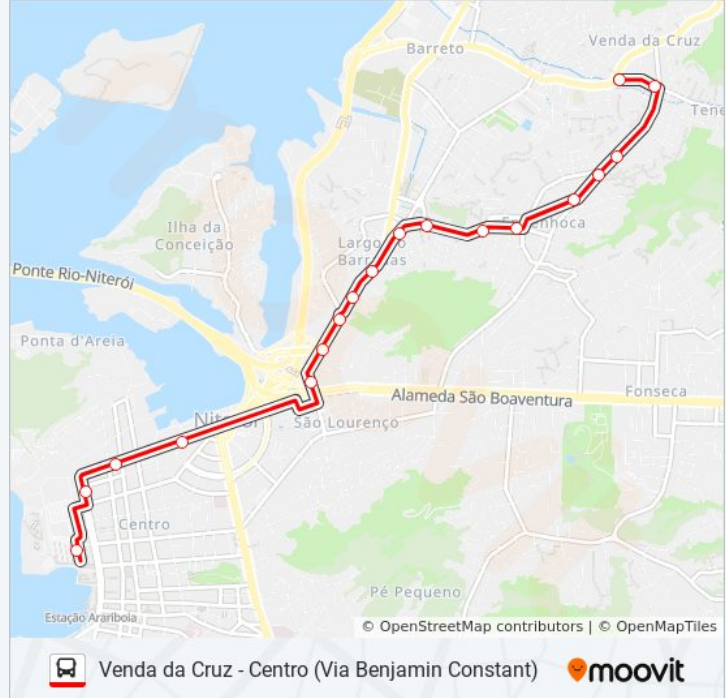 Barreto
Venda da Cruz
Tene
Ilha da
Conceição
Engenhoca
Largo do
Barradas
Ponte Rio-Niterói
Ponta d'Areia
Alameda São Boaventura
Fonseca
Niterói
São Lourenço
Centro
Pé Pequeno
Estação Arariboia
© OpenStreetMap contributors | © OpenMapTiles
Venda da Cruz - Centro (Via Benjamin Constant)
moovit